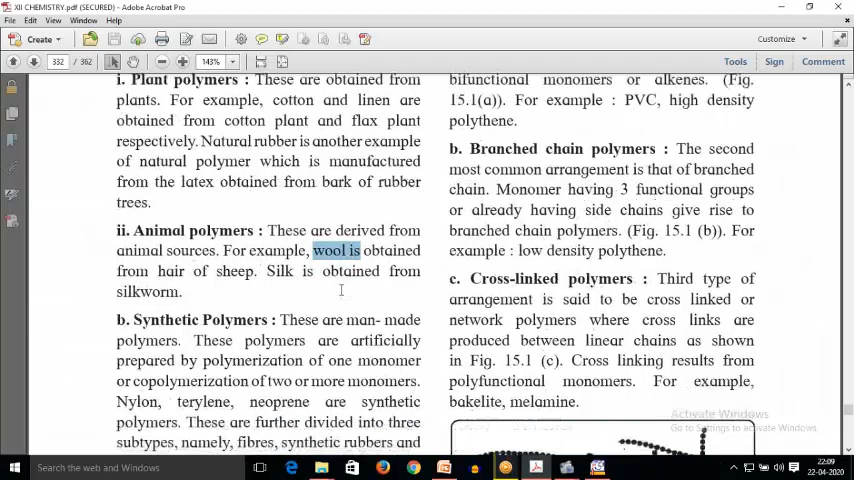 XII CHEMISTRY.pdf (SECURED) - Adobe Acrobat Pro
File Edit View Window Help
Create
Customize
332 / 362
143%
Tools Sign Comment
i. Plant polymers : These are obtained from
plants. For example, cotton and linen are
obtained from cotton plant and flax plant
respectively. Natural rubber is another example
of natural polymer which is manufactured
from the latex obtained from bark of rubber
trees.
ii. Animal polymers : These are derived from
animal sources. For example, wool is obtained
from hair of sheep. Silk is obtained from
silkworm.
b. Synthetic Polymers : These are man- made
polymers. These polymers are artificially
prepared by polymerization of one monomer
or copolymerization of two or more monomers.
Nylon, terylene, neoprene are synthetic
polymers. These are further divided into three
subtypes, namely, fibres, synthetic rubbers and
bifunctional monomers or alkenes. (Fig.
15.1(a)). For example : PVC, high density
polythene.
b. Branched chain polymers : The second
most common arrangement is that of branched
chain. Monomer having 3 functional groups
or already having side chains give rise to
branched chain polymers. (Fig. 15.1 (b)). For
example : low density polythene.
c. Cross-linked polymers : Third type of
arrangement is said to be cross linked or
network polymers where cross links are
produced between linear chains as shown
in Fig. 15.1 (c). Cross linking results from
polyfunctional monomers. For example,
bakelite, melamine.
Activate Windows
Go to Settings to activate Windows
Search the web and Windows
22:09
22-04-2020